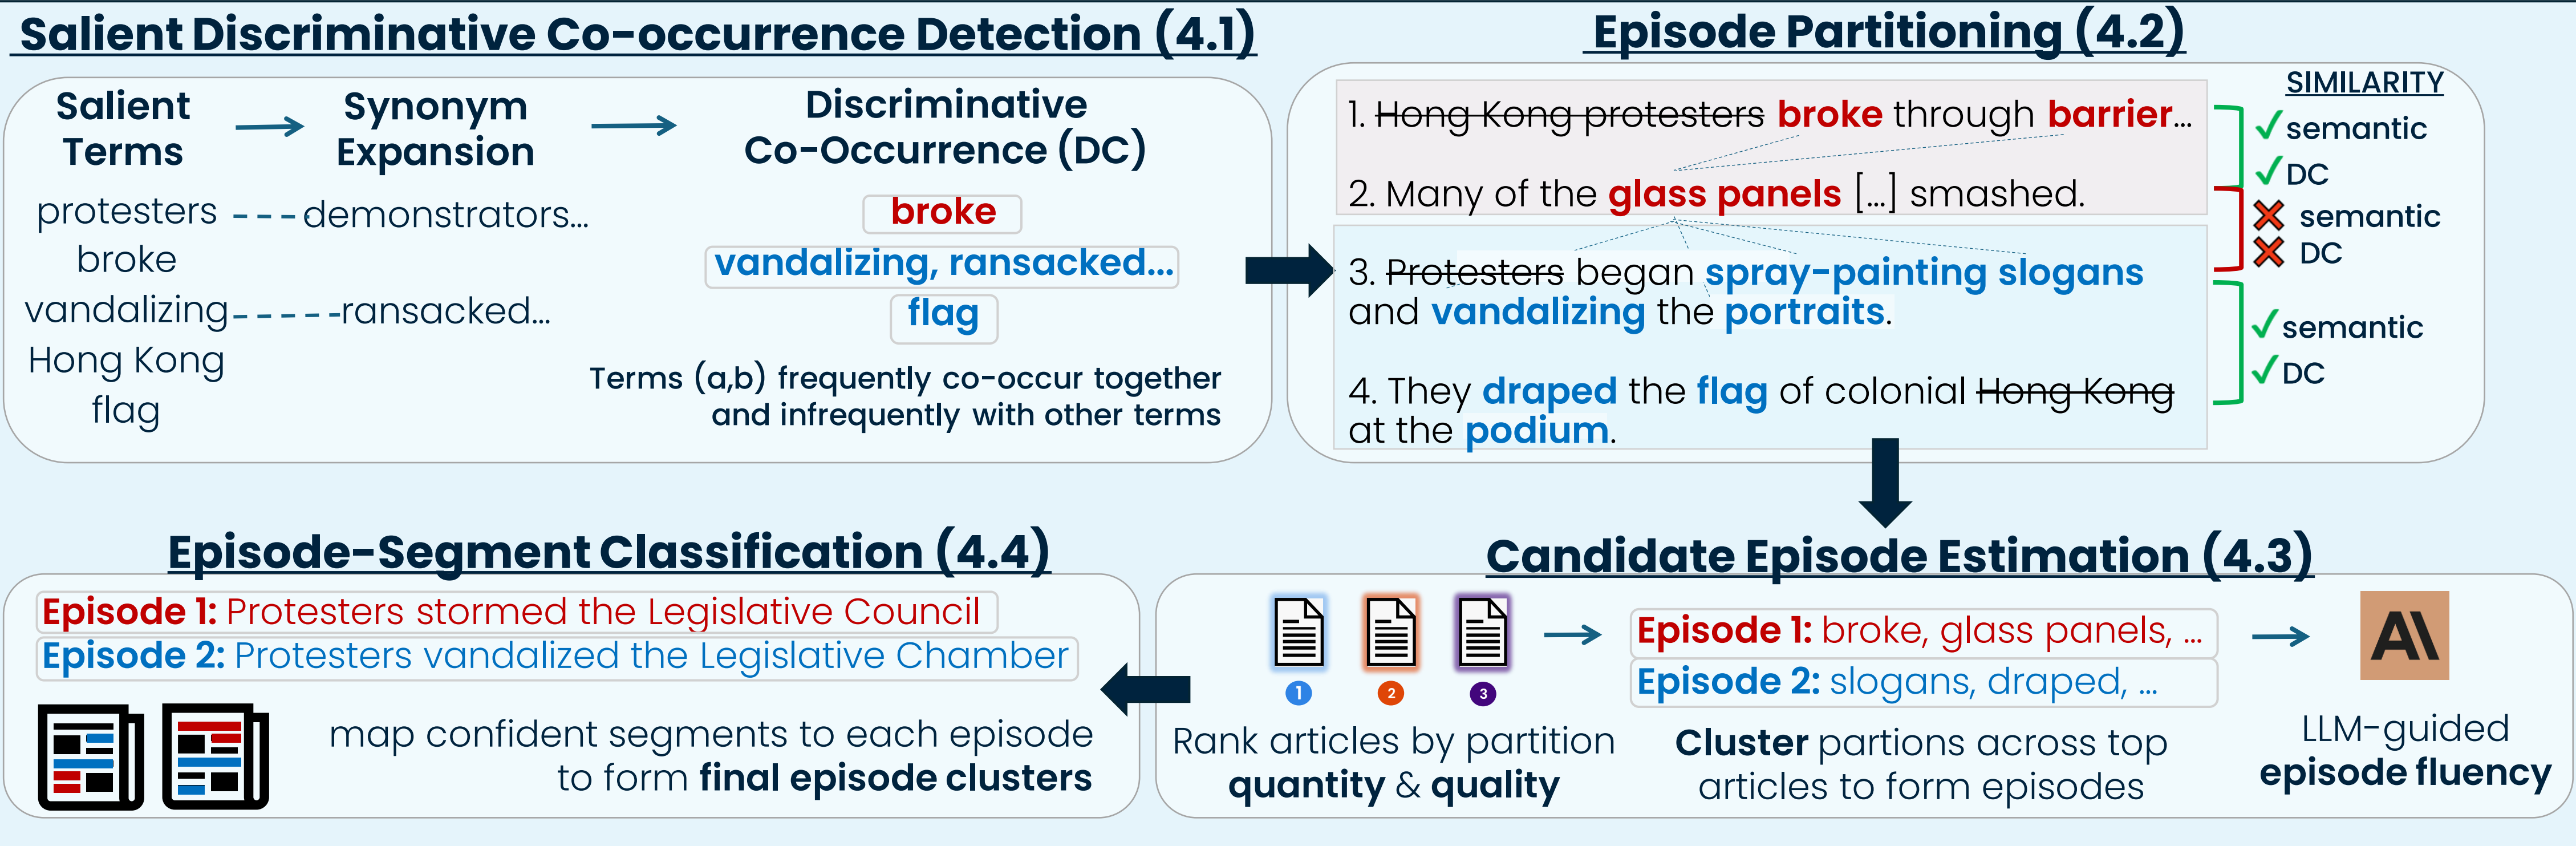 Salient Discriminative Co-occurrence Detection (4.1)
Salient
Terms
Synonym
Expansion
Discriminative
Co-Occurrence (DC)
protesters
demonstrators...
broke
vandalizing
ransacked...
Hong Kong
flag
broke
vandalizing, ransacked...
flag
Terms (a,b) frequently co-occur together
and infrequently with other terms
Episode Partitioning (4.2)
1. Hong Kong protesters broke through barrier...
2. Many of the glass panels [...] smashed.
3. Protesters began spray-painting slogans
and vandalizing the portraits.
4. They draped the flag of colonial Hong Kong
at the podium.
SIMILARITY
✓semantic
✓DC
❌ semantic
❌ DC
✓semantic
✓DC
Candidate Episode Estimation (4.3)
1
2
3
Rank articles by partition
quantity & quality
Episode 1: broke, glass panels, ...
Episode 2: slogans, draped, ...
Cluster partions across top
articles to form episodes
A\
LLM-guided
episode fluency
Episode-Segment Classification (4.4)
Episode 1: Protesters stormed the Legislative Council
Episode 2: Protesters vandalized the Legislative Chamber
map confident segments to each episode
to form final episode clusters